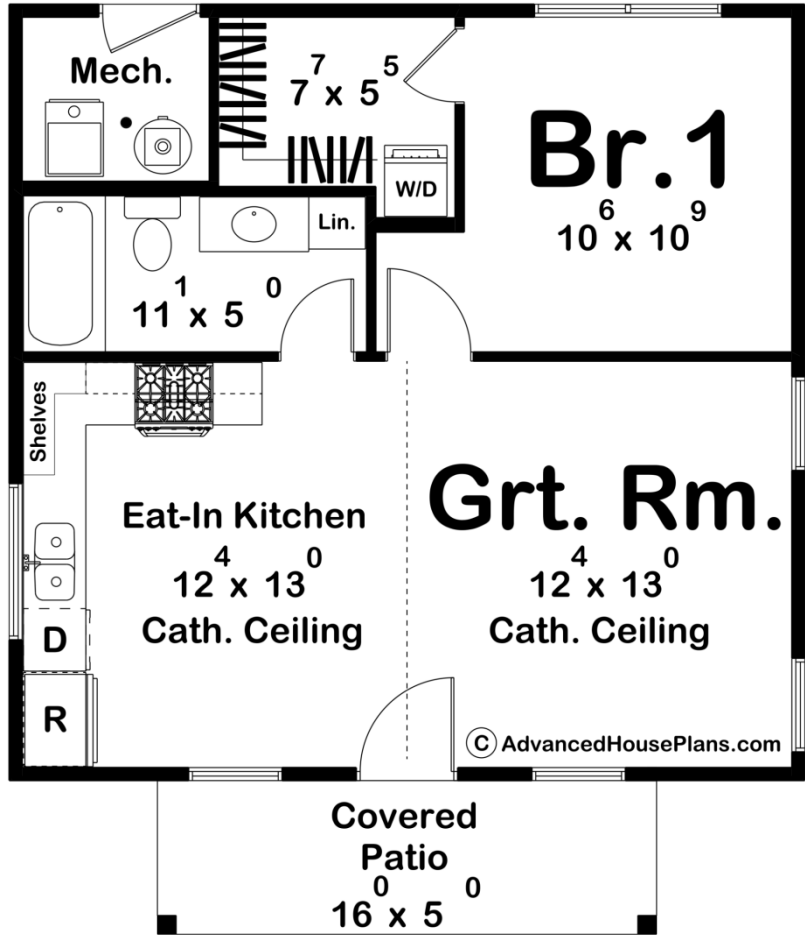 Mech.
7⁷ x 5⁵
Br.1
10⁶ x 10⁹
W/D
Lin.
11¹ x 5⁰
Shelves
Eat-In Kitchen
12⁴ x 13⁰
Cath. Ceiling
Grt. Rm.
12⁴ x 13⁰
Cath. Ceiling
D
R
© AdvancedHousePlans.com
Covered
Patio
16⁰ x 5⁰